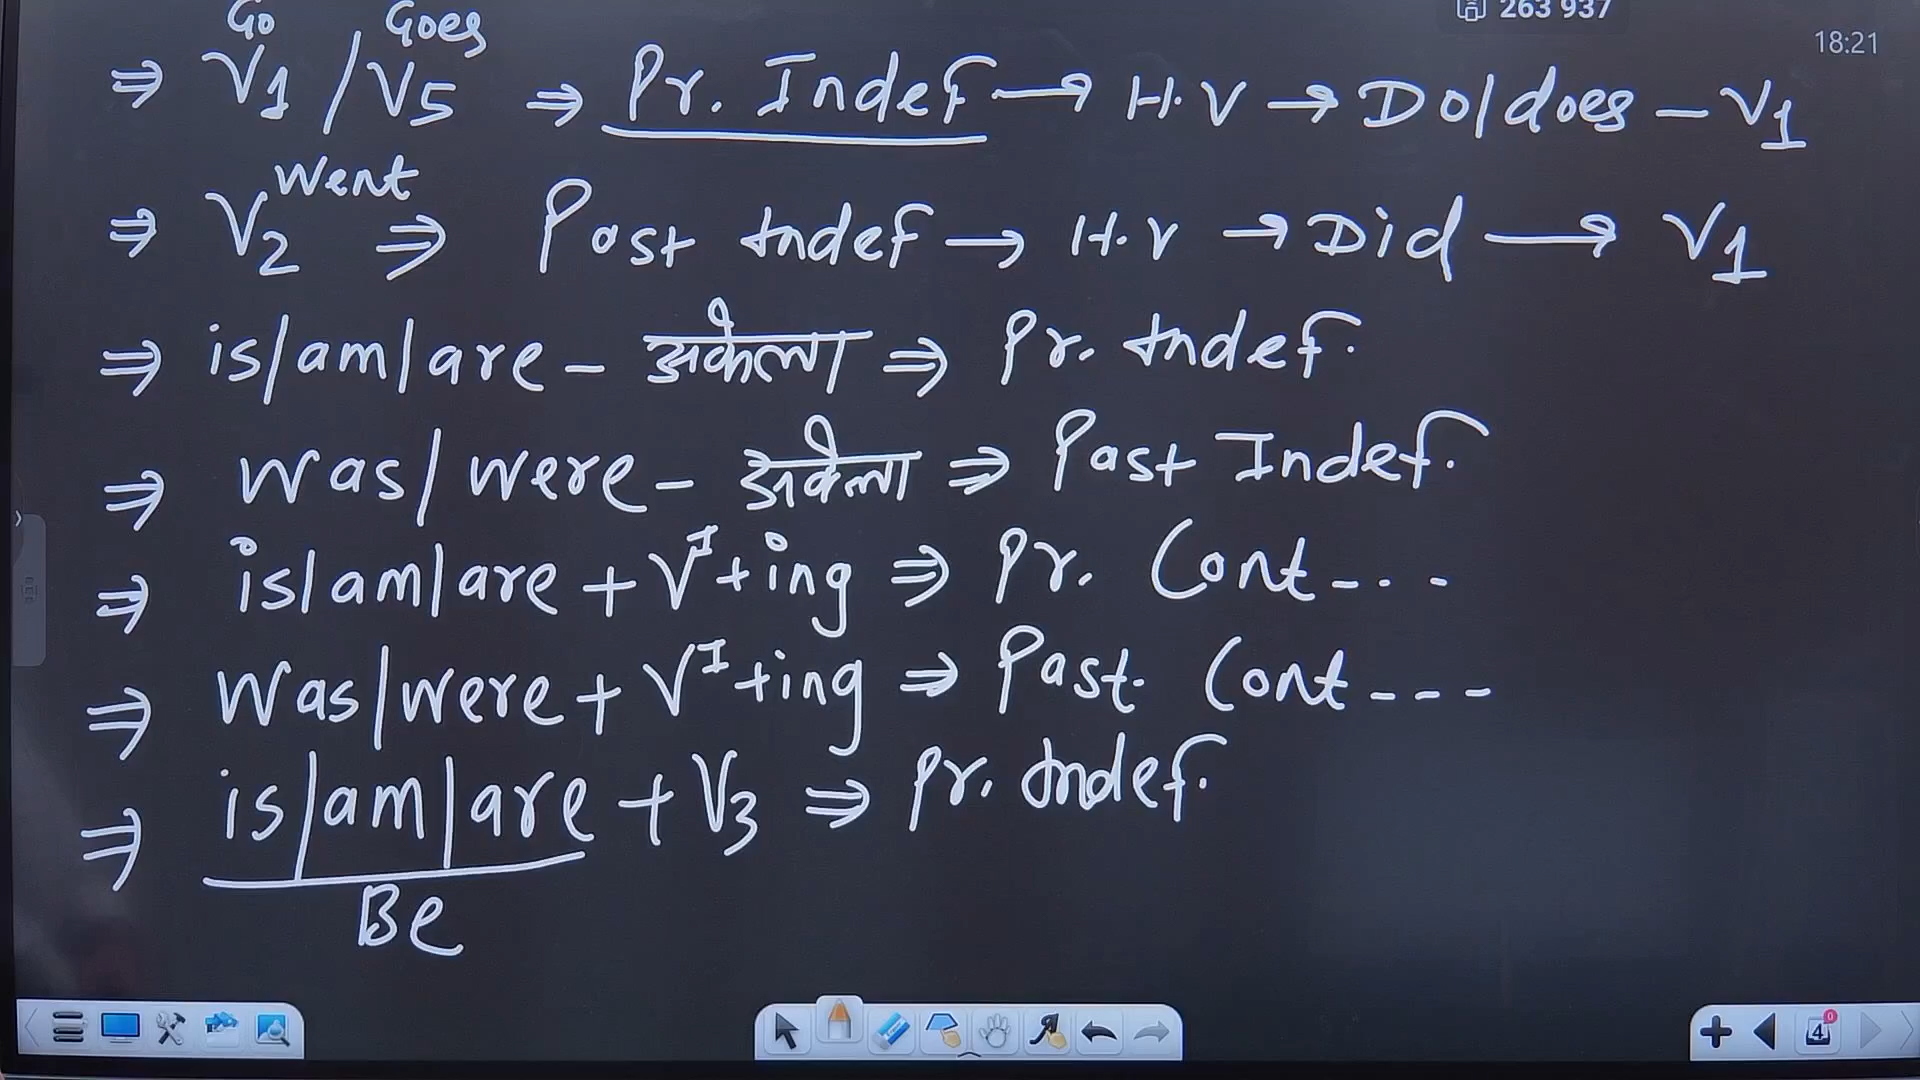 263 937
18:21
Go Goes
⇒ V1 / V5 ⇒ Pr. Indef → H.V → Do/does – V1
Went
⇒ V2 ⇒ Past Indef → H.V → Did → V1
⇒ is/am/are – अकेला ⇒ Pr. Indef.
⇒ Was/were – अकेला ⇒ Past Indef.
⇒ is/am/are + V^I + ing ⇒ Pr. Cont---
⇒ Was/were + V^I + ing ⇒ Past. Cont---
⇒ is/am/are + V3 ⇒ Pr. Indef.
Be
4
0